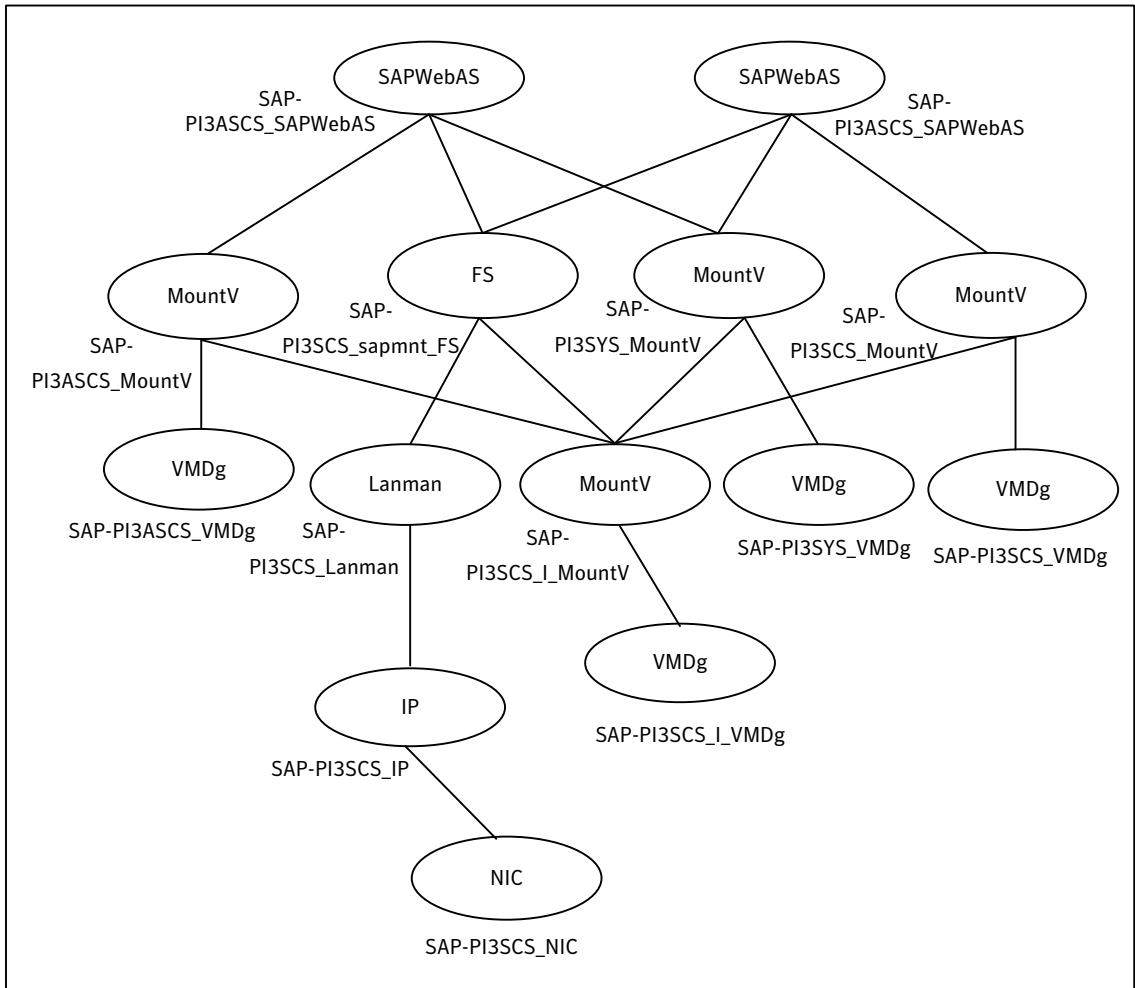 SAPWebAS
SAPWebAS
SAP-
PI3ASCS_SAPWebAS
SAP-
PI3ASCS_SAPWebAS
MountV
FS
MountV
MountV
SAP-
PI3ASCS_MountV
SAP-
PI3SCS_sapmnt_FS
SAP-
PI3SYS_MountV
SAP-
PI3SCS_MountV
VMDg
Lanman
MountV
VMDg
VMDg
SAP-PI3ASCS_VMDg
SAP-
PI3SCS_Lanman
SAP-
PI3SCS_I_MountV
SAP-PI3SYS_VMDg
SAP-PI3SCS_VMDg
VMDg
SAP-PI3SCS_I_VMDg
IP
SAP-PI3SCS_IP
NIC
SAP-PI3SCS_NIC